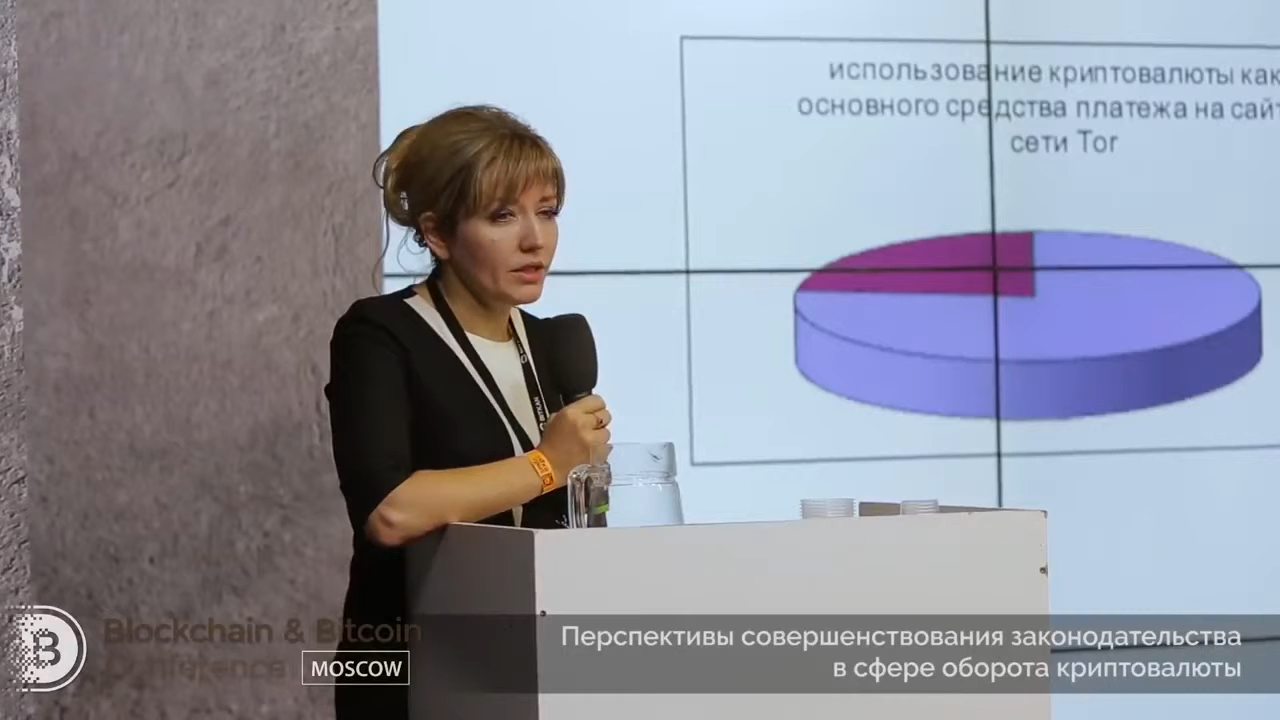 использование криптовалюты как
основного средства платежа на сайт
сети Tor
BITKAN
Blockchain & Bitcoin
Conference
MOSCOW
Перспективы совершенствования законодательства
в сфере оборота криптовалюты